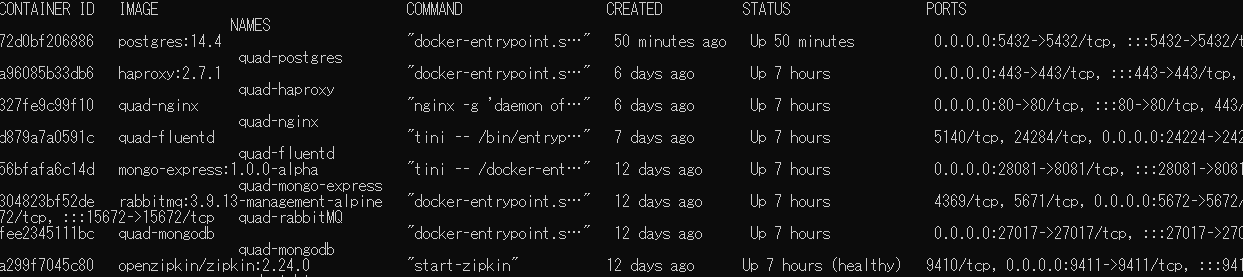 CONTAINER ID IMAGE COMMAND CREATED STATUS PORTS
NAMES
72d0bf206886 postgres:14.4 "docker-entrypoint.s…" 50 minutes ago Up 50 minutes 0.0.0.0:5432->5432/tcp, :::5432->5432/t
quad-postgres
a96085b33db6 haproxy:2.7.1 "docker-entrypoint.s…" 6 days ago Up 7 hours 0.0.0.0:443->443/tcp, :::443->443/tcp,
quad-haproxy
327fe9c99f10 quad-nginx "nginx -g 'daemon of…" 6 days ago Up 7 hours 0.0.0.0:80->80/tcp, :::80->80/tcp, 443/
quad-nginx
d879a7a0591c quad-fluentd "tini -- /bin/entryp…" 7 days ago Up 7 hours 5140/tcp, 24284/tcp, 0.0.0.0:24224->242
quad-fluentd
56bfafa6c14d mongo-express:1.0.0-alpha "tini -- /docker-ent…" 12 days ago Up 7 hours 0.0.0.0:28081->8081/tcp, :::28081->8081
quad-mongo-express
304823bf52de rabbitmq:3.9.13-management-alpine "docker-entrypoint.s…" 12 days ago Up 7 hours 4369/tcp, 5671/tcp, 0.0.0.0:5672->5672/
72/tcp, :::15672->15672/tcp quad-rabbitMQ
fee2345111bc quad-mongodb "docker-entrypoint.s…" 12 days ago Up 7 hours 0.0.0.0:27017->27017/tcp, :::27017->270
quad-mongodb
a299f7045c80 openzipkin/zipkin:2.24.0 "start-zipkin" 12 days ago Up 7 hours (healthy) 9410/tcp, 0.0.0.0:9411->9411/tcp, :::941